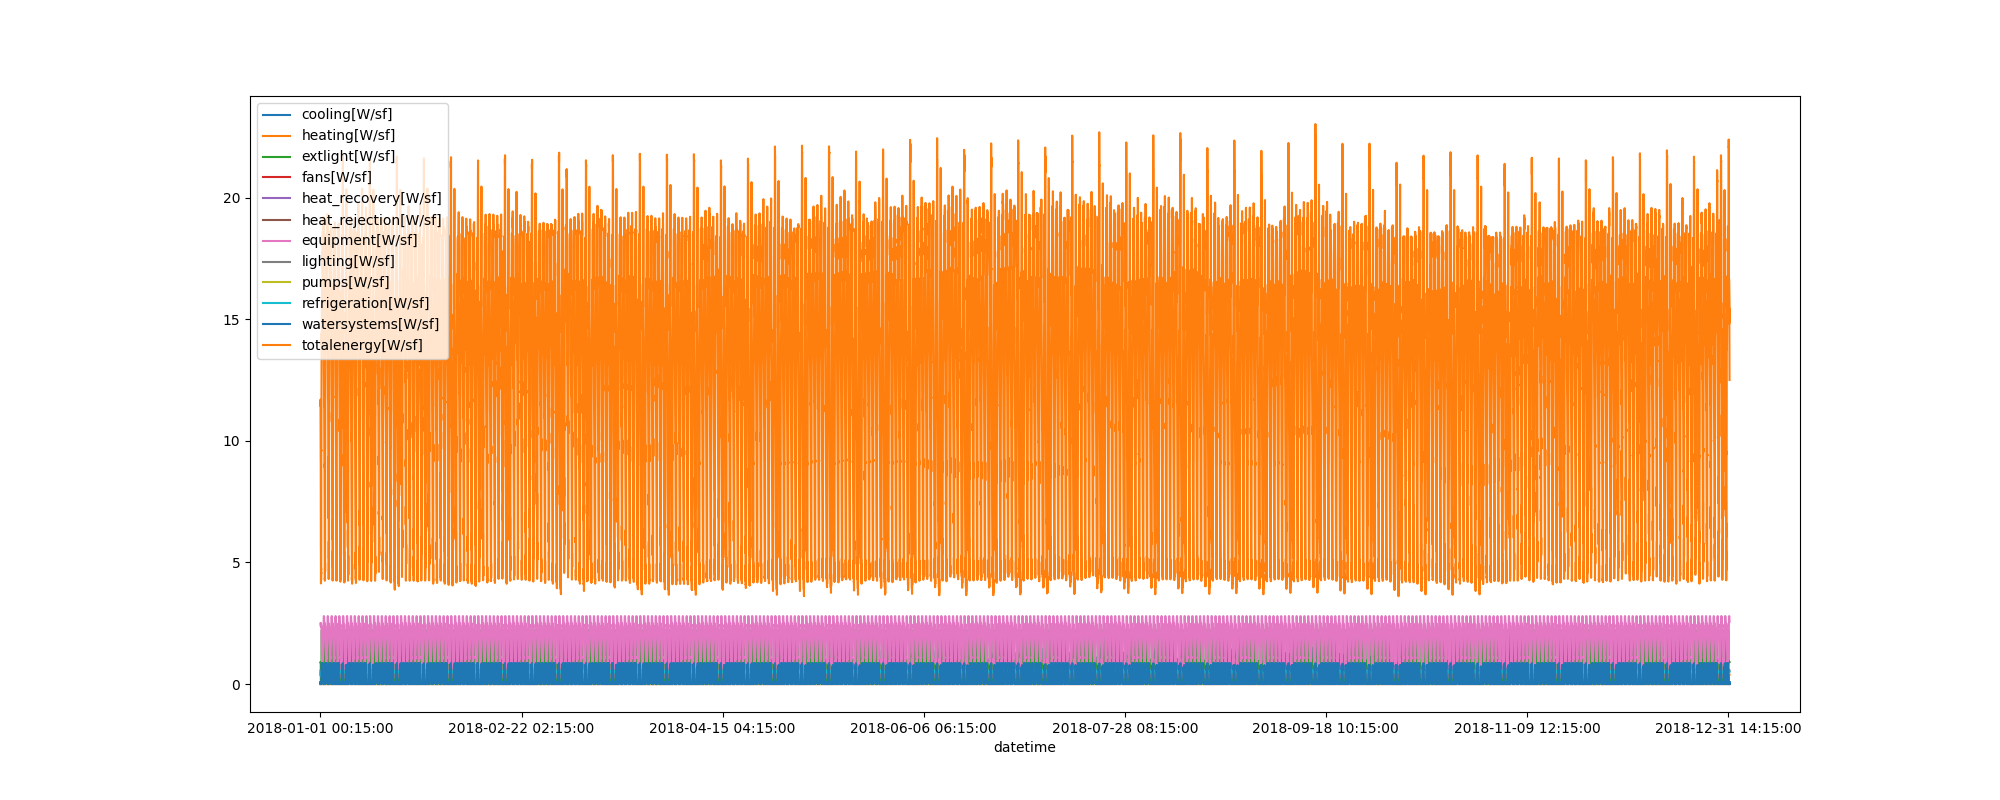 cooling[W/sf]
heating[W/sf]
extlight[W/sf]
fans[W/sf]
heat_recovery[W/sf]
heat_rejection[W/sf]
equipment[W/sf]
lighting[W/sf]
pumps[W/sf]
refrigeration[W/sf]
watersystems[W/sf]
totalenergy[W/sf]
20
15
10
5
0
2018-01-01 00:15:00 2018-02-22 02:15:00 2018-04-15 04:15:00 2018-06-06 06:15:00 2018-07-28 08:15:00 2018-09-18 10:15:00 2018-11-09 12:15:00 2018-12-31 14:15:00
datetime